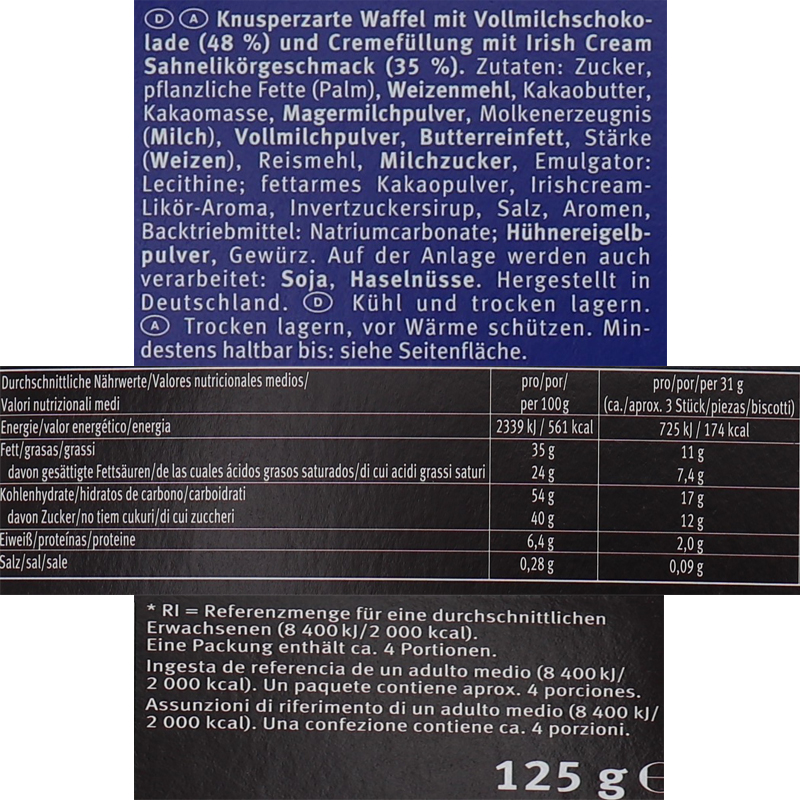 D A Knusperzarte Waffel mit Vollmilchschoko-
lade (48 %) und Cremefüllung mit Irish Cream
Sahnelikörgeschmack (35 %). Zutaten: Zucker,
pflanzliche Fette (Palm), Weizenmehl, Kakaobutter,
Kakaomasse, Magermilchpulver, Molkenerzeugnis
(Milch), Vollmilchpulver, Butterreinfett, Stärke
(Weizen), Reismehl, Milchzucker, Emulgator:
Lecithine; fettarmes Kakaopulver, Irishcream-
Likör-Aroma, Invertzuckersirup, Salz, Aromen,
Backtriebmittel: Natriumcarbonate; Hühnereigelb-
pulver, Gewürz. Auf der Anlage werden auch
verarbeitet: Soja, Haselnüsse. Hergestellt in
Deutschland. D Kühl und trocken lagern.
A Trocken lagern, vor Wärme schützen. Min-
destens haltbar bis: siehe Seitenfläche.
Durchschnittliche Nährwerte/Valores nutricionales medios/ pro/por/ pro/por/per 31 g
Valori nutrizionali medi per 100g (ca./aprox. 3 Stück/piezas/biscotti)
Energie/valor energético/energia 2339 kJ / 561 kcal 725 kJ / 174 kcal
Fett/grasas/grassi 35 g 11 g
davon gesättigte Fettsäuren/de las cuales ácidos grasos saturados/di cui acidi grassi saturi 24 g 7,4 g
Kohlenhydrate/hidratos de carbono/carboidrati 54 g 17 g
davon Zucker/no tiem cukuri/di cui zuccheri 40 g 12 g
Eiweiß/proteínas/proteine 6,4 g 2,0 g
Salz/sal/sale 0,28 g 0,09 g
* RI = Referenzmenge für eine durchschnittlichen
Erwachsenen (8 400 kJ/2 000 kcal).
Eine Packung enthält ca. 4 Portionen.
Ingesta de referencia de un adulto medio (8 400 kJ/
2 000 kcal). Un paquete contiene aprox. 4 porciones.
Assunzioni di riferimento di un adulto medio (8 400 kJ/
2 000 kcal). Una confezione contiene ca. 4 porzioni.
125 g ℮